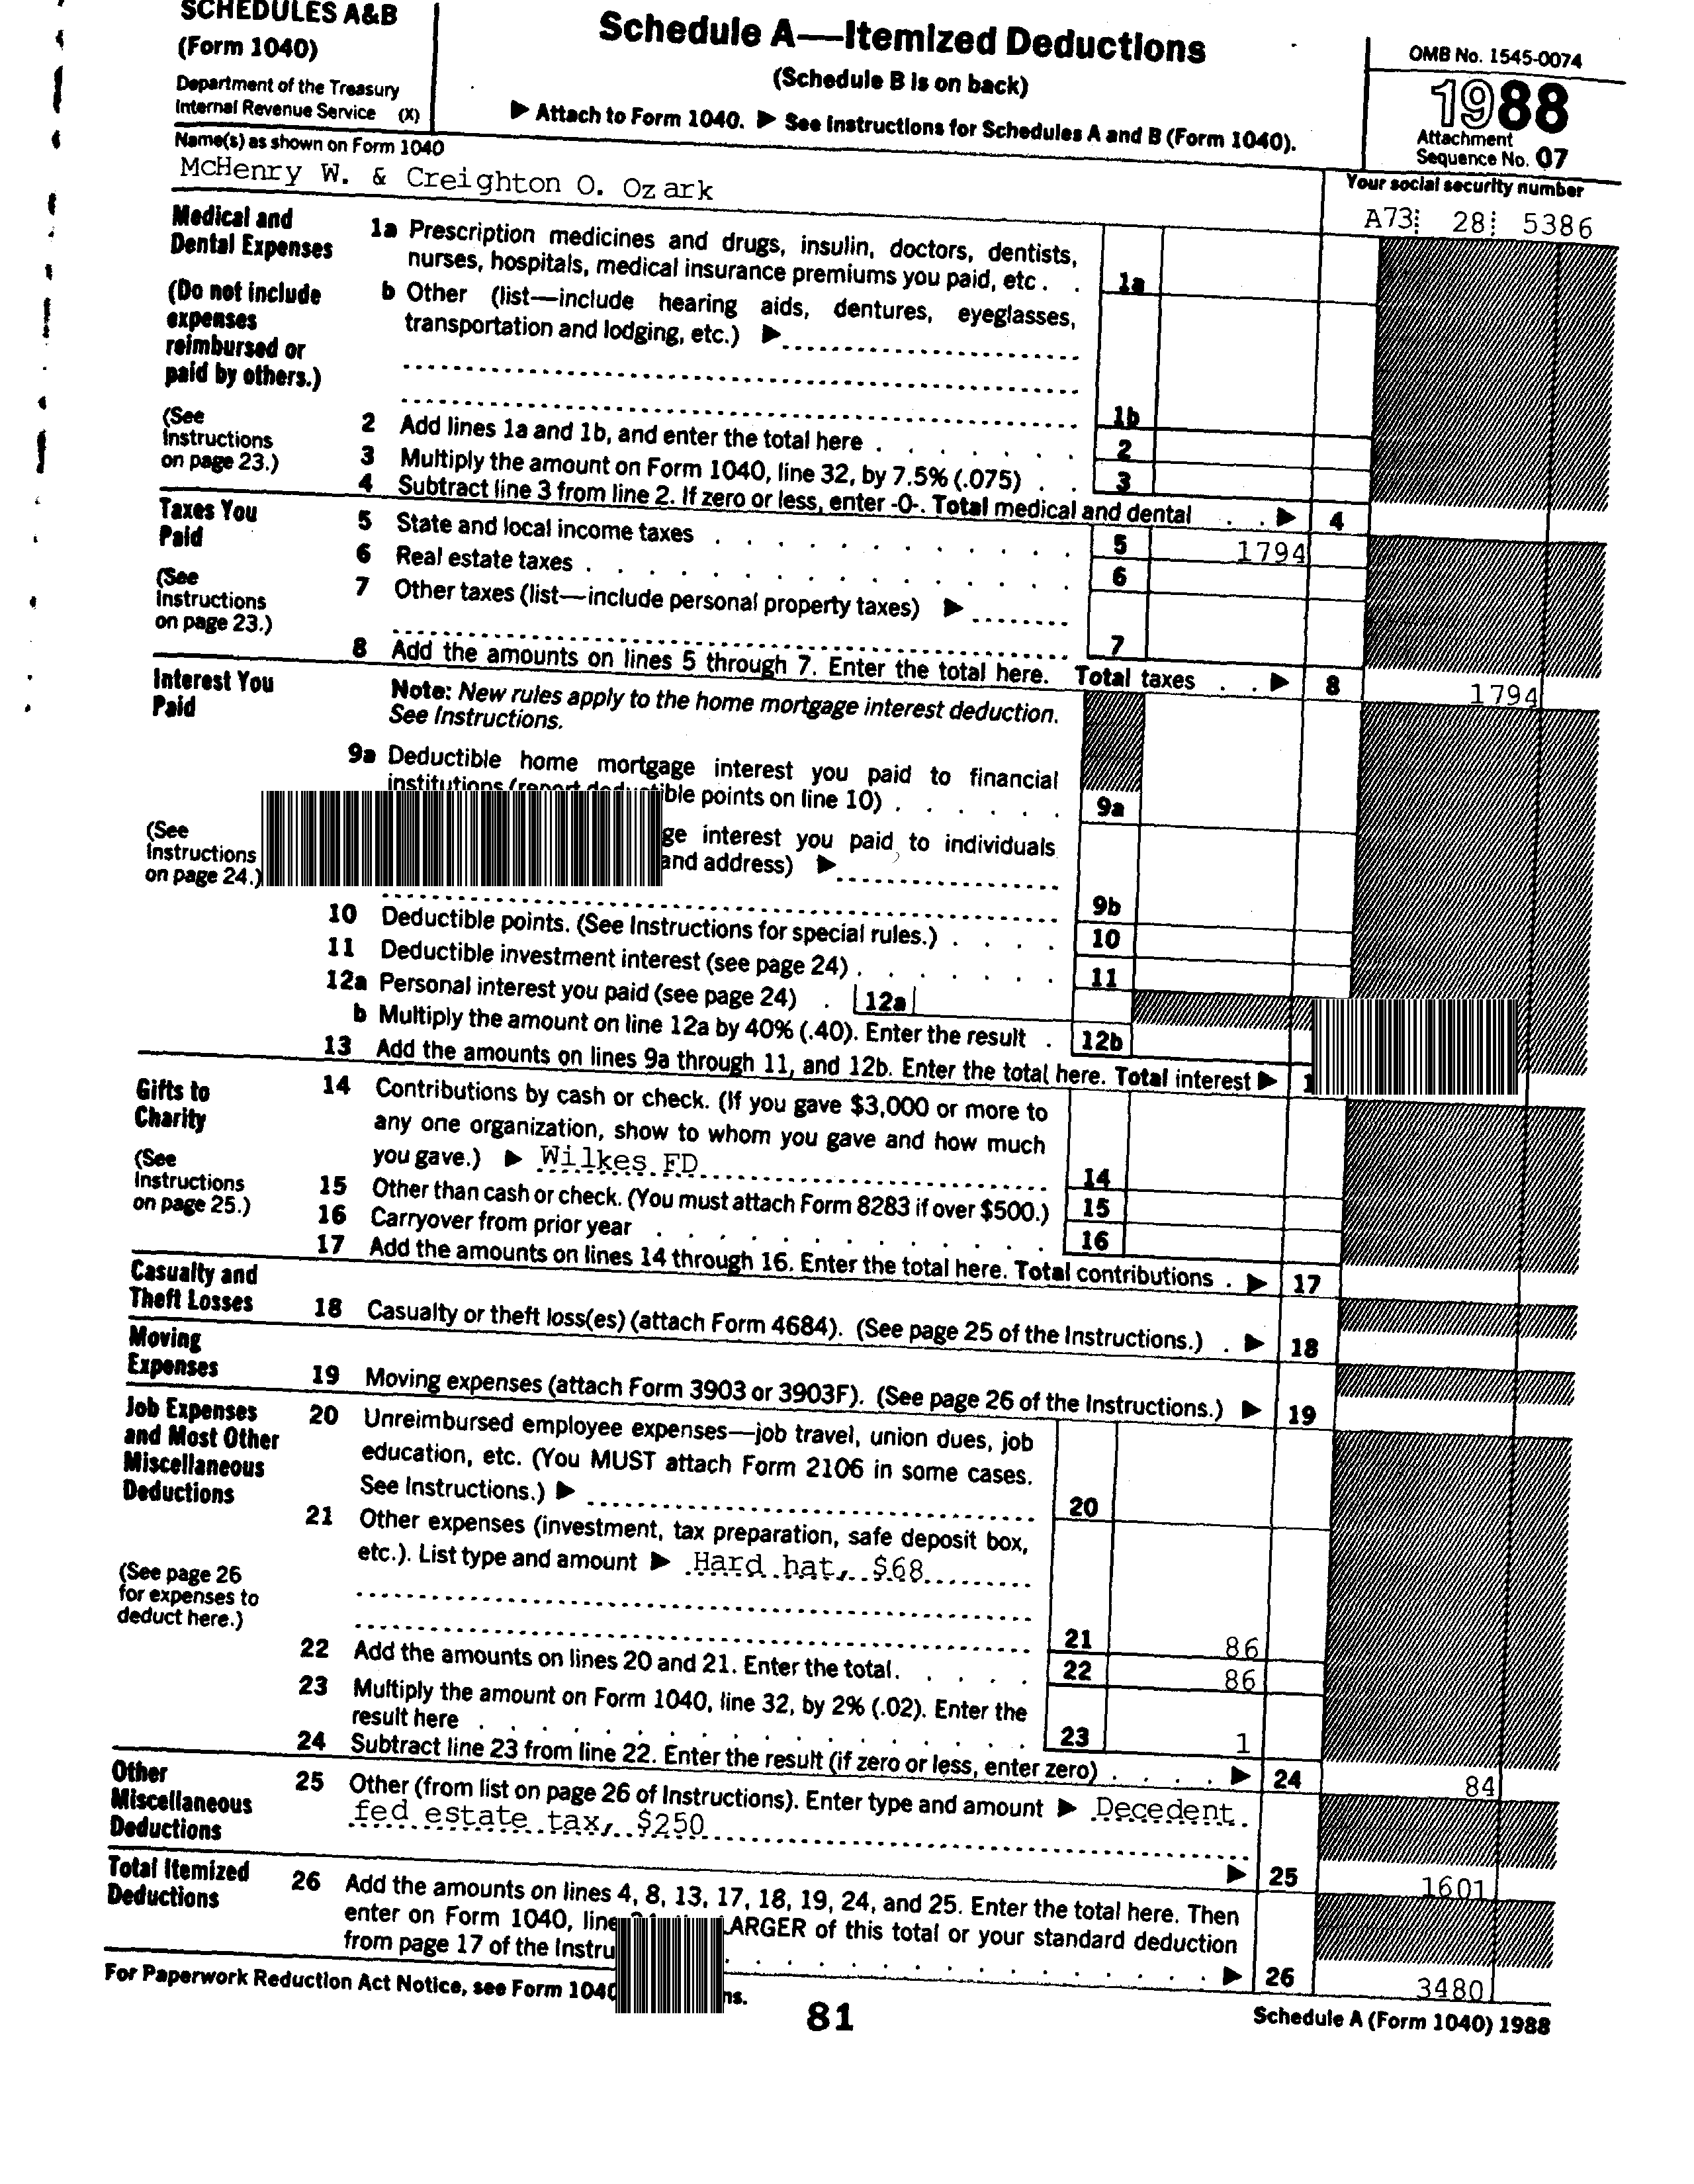 SCHEDULES A&B
(Form 1040)
Department of the Treasury
Internal Revenue Service (X)
Schedule A—Itemized Deductions
(Schedule B is on back)
▶ Attach to Form 1040. ▶ See Instructions for Schedules A and B (Form 1040).
OMB No. 1545-0074
1988
Attachment
Sequence No. 07
Name(s) as shown on Form 1040
McHenry W. & Creighton O. Ozark
Your social security number
A73 28 5386
Medical and
Dental Expenses
(Do not include
expenses
reimbursed or
paid by others.)
(See
Instructions
on page 23.)
1a Prescription medicines and drugs, insulin, doctors, dentists,
nurses, hospitals, medical insurance premiums you paid, etc . . 1a
b Other (list—include hearing aids, dentures, eyeglasses,
transportation and lodging, etc.) ▶
1b
2 Add lines 1a and 1b, and enter the total here . . . . . . . 2
3 Multiply the amount on Form 1040, line 32, by 7.5% (.075) . . 3
4 Subtract line 3 from line 2. If zero or less, enter -0-. Total medical and dental . . ▶ 4
Taxes You
Paid
(See
Instructions
on page 23.)
5 State and local income taxes . . . . . . . . . . . . 5 1794
6 Real estate taxes . . . . . . . . . . . . . . . . 6
7 Other taxes (list—include personal property taxes) ▶
7
8 Add the amounts on lines 5 through 7. Enter the total here. Total taxes . . ▶ 8 1794
Interest You
Paid
(See
Instructions
on page 24.)
Note: New rules apply to the home mortgage interest deduction.
See Instructions.
9a Deductible home mortgage interest you paid to financial
institutions (report deductible points on line 10) . . . . . . 9a
interest you paid to individuals
and address) ▶
9b
10 Deductible points. (See Instructions for special rules.) . . . . 10
11 Deductible investment interest (see page 24) . . . . . . . 11
12a Personal interest you paid (see page 24) . 12a
b Multiply the amount on line 12a by 40% (.40). Enter the result . 12b
13 Add the amounts on lines 9a through 11, and 12b. Enter the total here. Total interest ▶
Gifts to
Charity
(See
Instructions
on page 25.)
14 Contributions by cash or check. (If you gave $3,000 or more to
any one organization, show to whom you gave and how much
you gave.) ▶ Wilkes FD 14
15 Other than cash or check. (You must attach Form 8283 if over $500.) 15
16 Carryover from prior year . . . . . . . . . . . . . 16
17 Add the amounts on lines 14 through 16. Enter the total here. Total contributions . ▶ 17
Casualty and
Theft Losses
18 Casualty or theft loss(es) (attach Form 4684). (See page 25 of the Instructions.) . ▶ 18
Moving
Expenses
19 Moving expenses (attach Form 3903 or 3903F). (See page 26 of the Instructions.) ▶ 19
Job Expenses
and Most Other
Miscellaneous
Deductions
(See page 26
for expenses to
deduct here.)
20 Unreimbursed employee expenses—job travel, union dues, job
education, etc. (You MUST attach Form 2106 in some cases.
See Instructions.) ▶ 20
21 Other expenses (investment, tax preparation, safe deposit box,
etc.). List type and amount ▶ Hard hat, $68
21 86
22 Add the amounts on lines 20 and 21. Enter the total. . . . . 22 86
23 Multiply the amount on Form 1040, line 32, by 2% (.02). Enter the
result here . . . . . . . . . . . . . . . . . . 23 1
24 Subtract line 23 from line 22. Enter the result (if zero or less, enter zero) . . . . ▶ 24 84
Other
Miscellaneous
Deductions
25 Other (from list on page 26 of Instructions). Enter type and amount ▶ Decedent
fed estate tax, $250
▶ 25 1601
Total Itemized
Deductions
26 Add the amounts on lines 4, 8, 13, 17, 18, 19, 24, and 25. Enter the total here. Then
enter on Form 1040, line LARGER of this total or your standard deduction
from page 17 of the . . . . . . . . . . . . ▶ 26 3480
For Paperwork Reduction Act Notice, see Form 1040
81
Schedule A (Form 1040) 1988